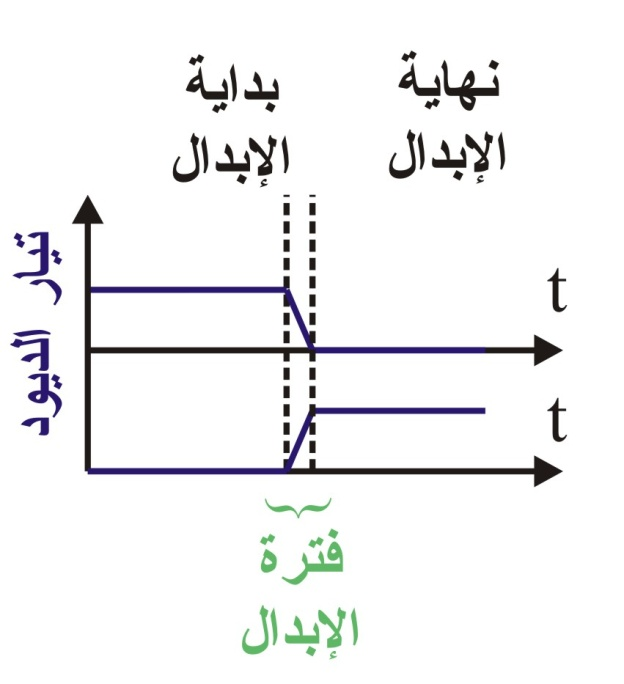 بداية
الإبدال
نهاية
الإبدال
تيار الديود
t
t
فترة
الإبدال